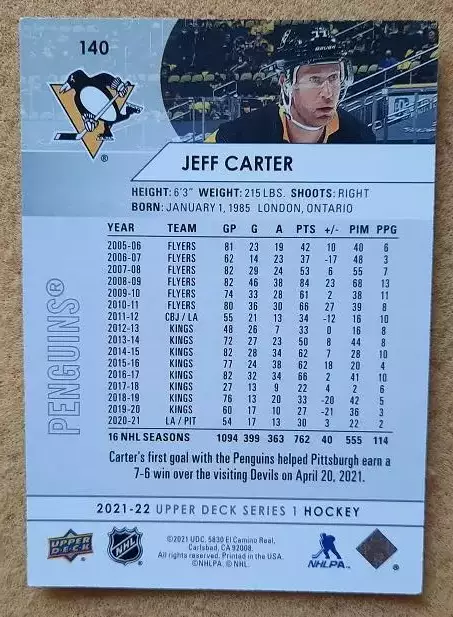 140
BAUER
®
JEFF CARTER
HEIGHT: 6'3" WEIGHT: 215 LBS. SHOOTS: RIGHT
BORN: JANUARY 1, 1985 LONDON, ONTARIO
YEAR TEAM GP G A PTS +/- PIM PPG
2005-06 FLYERS 81 23 19 42 10 40 6
2006-07 FLYERS 62 14 23 37 -17 48 3
2007-08 FLYERS 82 29 24 53 6 55 7
2008-09 FLYERS 82 46 38 84 23 68 13
2009-10 FLYERS 74 33 28 61 2 38 11
2010-11 FLYERS 80 36 30 66 27 39 8
2011-12 CBJ / LA 55 21 13 34 -12 16 10
2012-13 KINGS 48 26 7 33 0 16 8
2013-14 KINGS 72 27 23 50 8 44 8
2014-15 KINGS 82 28 34 62 7 28 10
2015-16 KINGS 77 24 38 62 18 20 4
2016-17 KINGS 82 32 34 66 2 41 10
2017-18 KINGS 27 13 9 22 4 2 6
2018-19 KINGS 76 13 20 33 -20 42 5
2019-20 KINGS 60 17 10 27 -21 36 3
2020-21 LA / PIT 54 17 13 30 3 22 2
16 NHL SEASONS 1094 399 363 762 40 555 114
PENGUINS®
Carter's first goal with the Penguins helped Pittsburgh earn a
7-6 win over the visiting Devils on April 20, 2021.
2021-22 UPPER DECK SERIES 1 HOCKEY
UPPER
DECK
NHL
©2021 UDC. 5830 El Camino Real,
Carlsbad, CA 92008.
All rights reserved. Printed in the USA.
©NHLPA. © NHL.
NHLPA
®